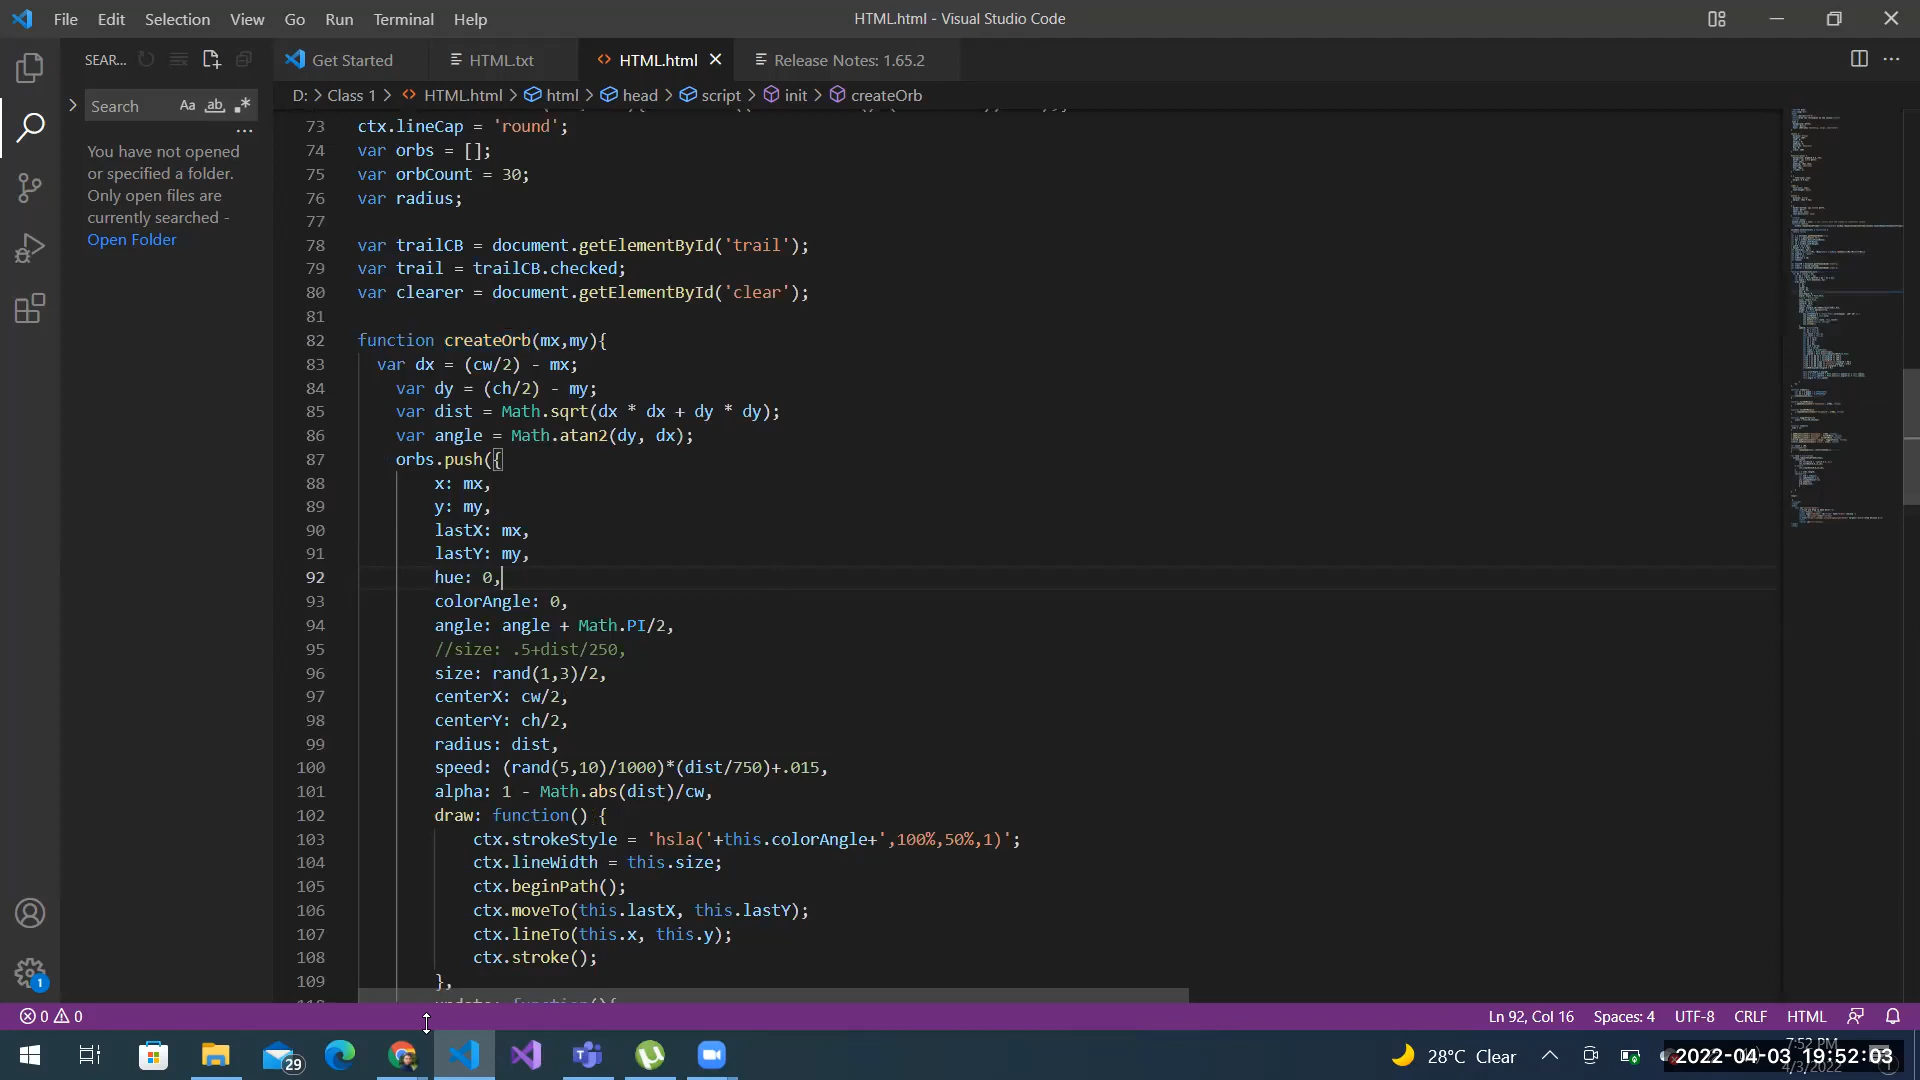 File Edit Selection View Go Run Terminal Help
HTML.html - Visual Studio Code
SEAR...
Get Started
HTML.txt
HTML.html
Release Notes: 1.65.2
Search
Aa ab
D: > Class 1 > HTML.html > html > head > script > init > createOrb
You have not opened
or specified a folder.
Only open files are
currently searched -
Open Folder
73 ctx.lineCap = 'round';
74 var orbs = [];
75 var orbCount = 30;
76 var radius;
77
78 var trailCB = document.getElementById('trail');
79 var trail = trailCB.checked;
80 var clearer = document.getElementById('clear');
81
82 function createOrb(mx,my){
83 var dx = (cw/2) - mx;
84 var dy = (ch/2) - my;
85 var dist = Math.sqrt(dx * dx + dy * dy);
86 var angle = Math.atan2(dy, dx);
87 orbs.push({
88 x: mx,
89 y: my,
90 lastX: mx,
91 lastY: my,
92 hue: 0,
93 colorAngle: 0,
94 angle: angle + Math.PI/2,
95 //size: .5+dist/250,
96 size: rand(1,3)/2,
97 centerX: cw/2,
98 centerY: ch/2,
99 radius: dist,
100 speed: (rand(5,10)/1000)*(dist/750)+.015,
101 alpha: 1 - Math.abs(dist)/cw,
102 draw: function() {
103 ctx.strokeStyle = 'hsla('+this.colorAngle+',100%,50%,1)';
104 ctx.lineWidth = this.size;
105 ctx.beginPath();
106 ctx.moveTo(this.lastX, this.lastY);
107 ctx.lineTo(this.x, this.y);
108 ctx.stroke();
109 },
1
0 0
Ln 92, Col 16 Spaces: 4 UTF-8 CRLF HTML
29
28°C Clear
7:52 PM
4/3/2022
2022-04-03 19:52:03